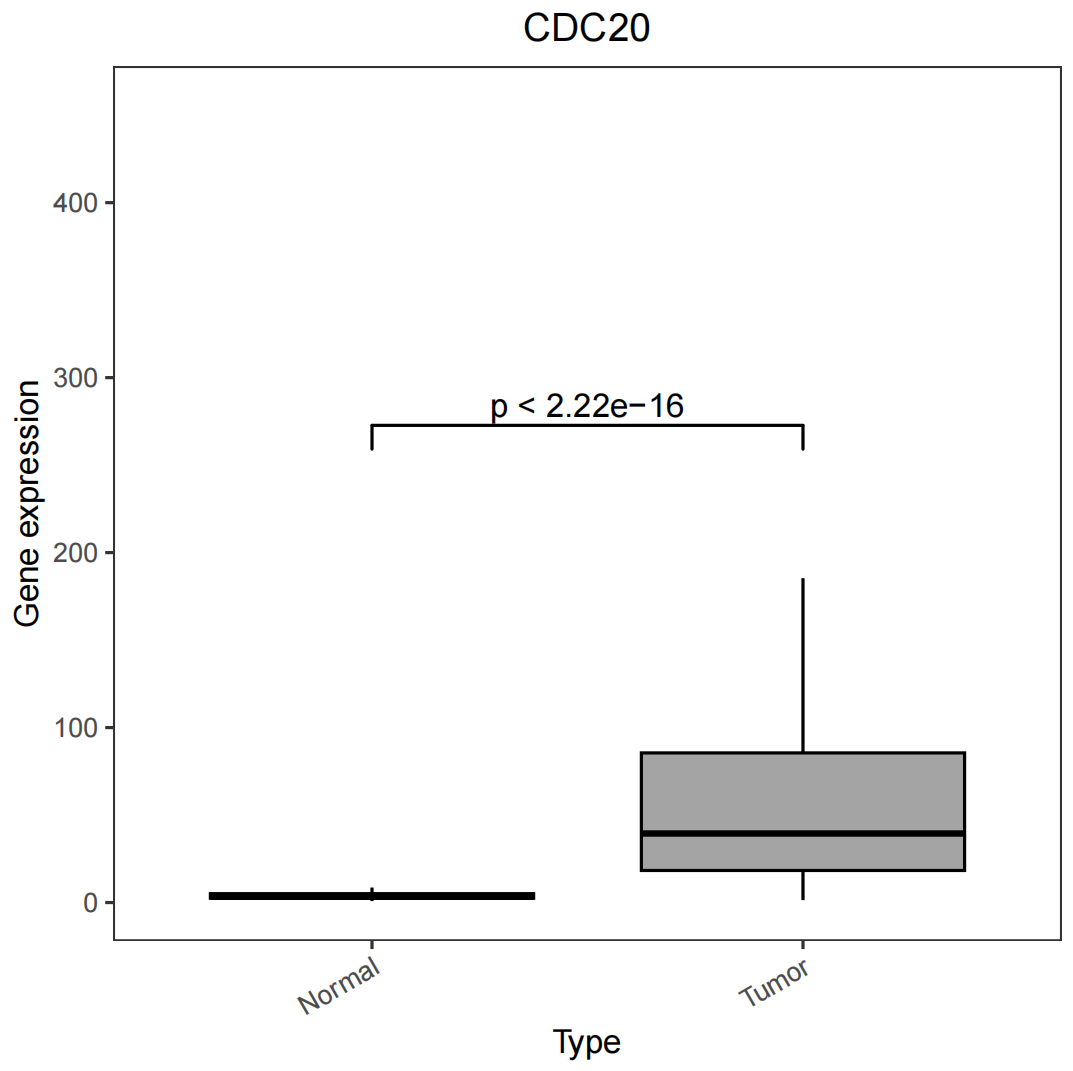 CDC20
400
300
200
100
0
Gene expression
p < 2.22e−16
Normal
Tumor
Type